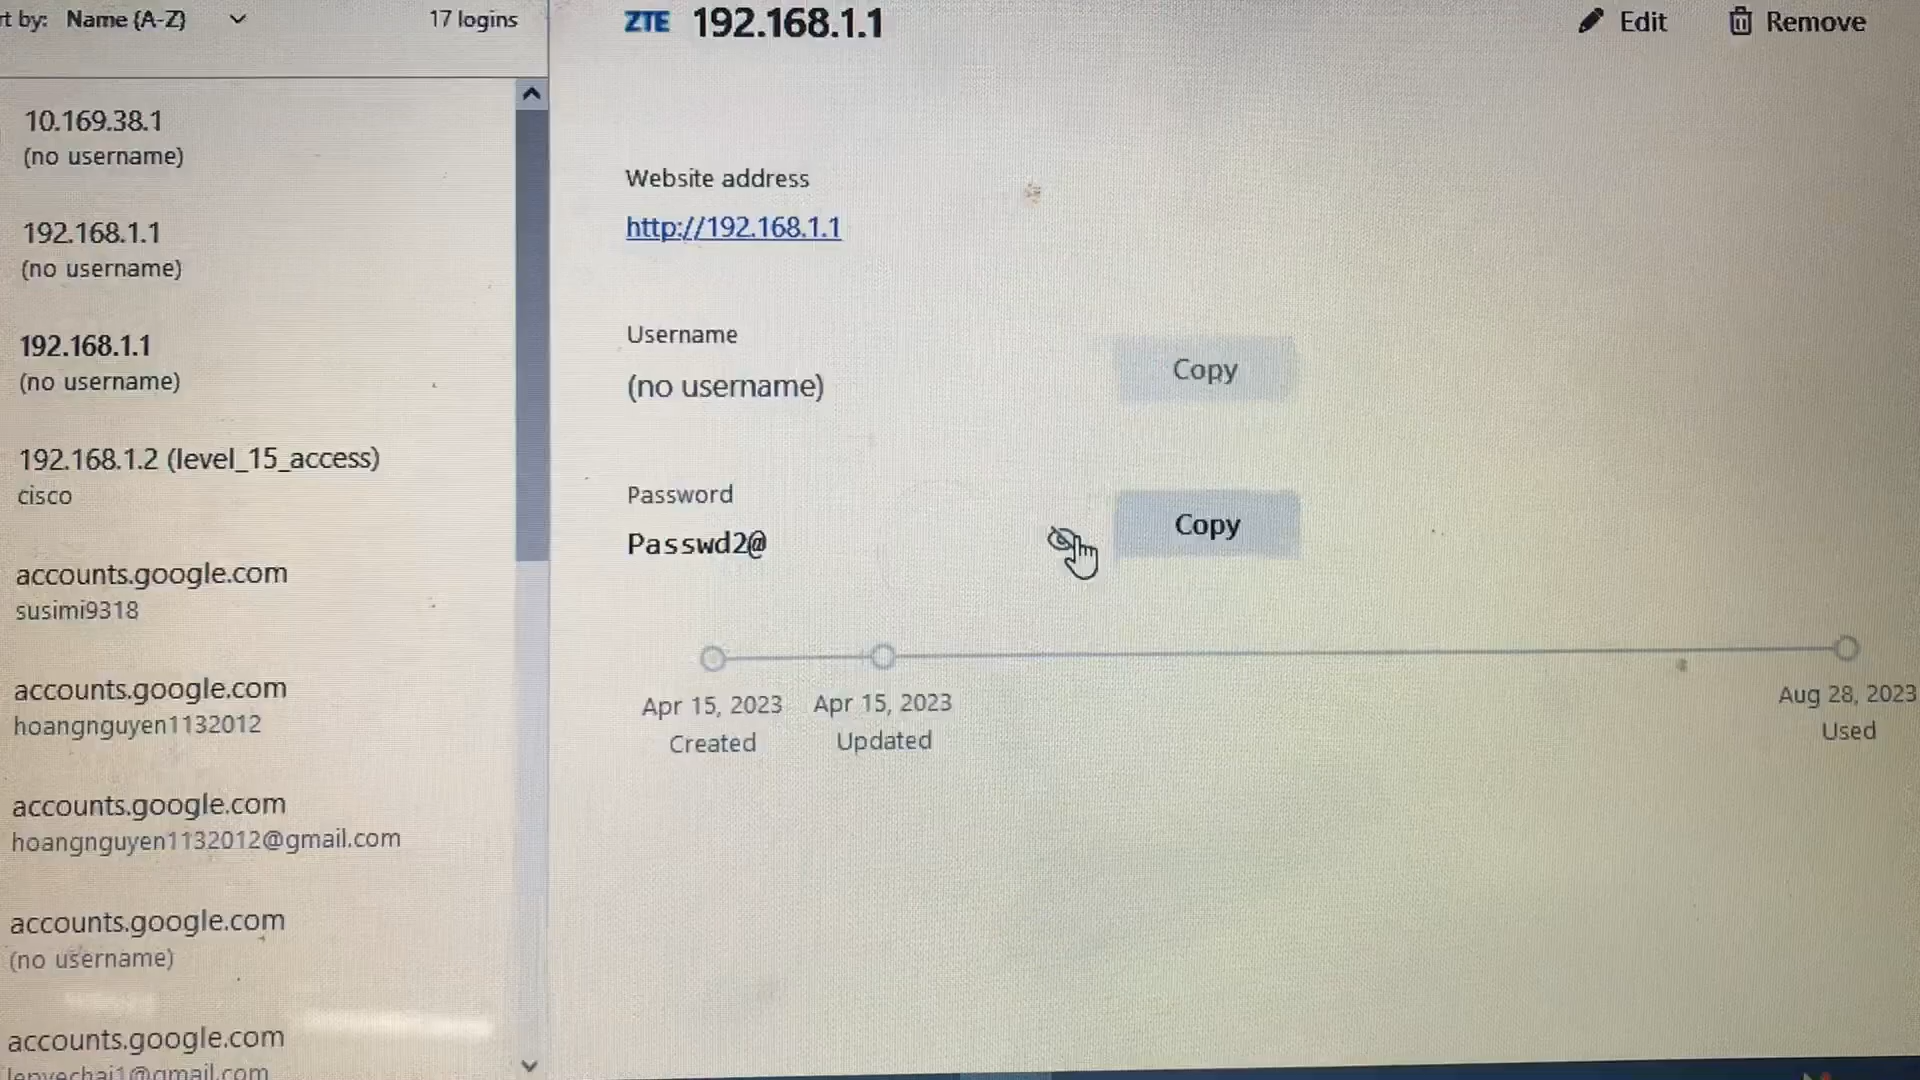 rt by: Name (A-Z)
17 logins
10.169.38.1
(no username)
192.168.1.1
(no username)
192.168.1.1
(no username)
192.168.1.2 (level_15_access)
cisco
accounts.google.com
susimi9318
accounts.google.com
hoangnguyen1132012
accounts.google.com
hoangnguyen1132012@gmail.com
accounts.google.com
(no username)
accounts.google.com
ZTE 192.168.1.1
Edit
Remove
Website address
http://192.168.1.1
Username
(no username)
Copy
Password
Passwd2@
Copy
Apr 15, 2023
Created
Apr 15, 2023
Updated
Aug 28, 2023
Used